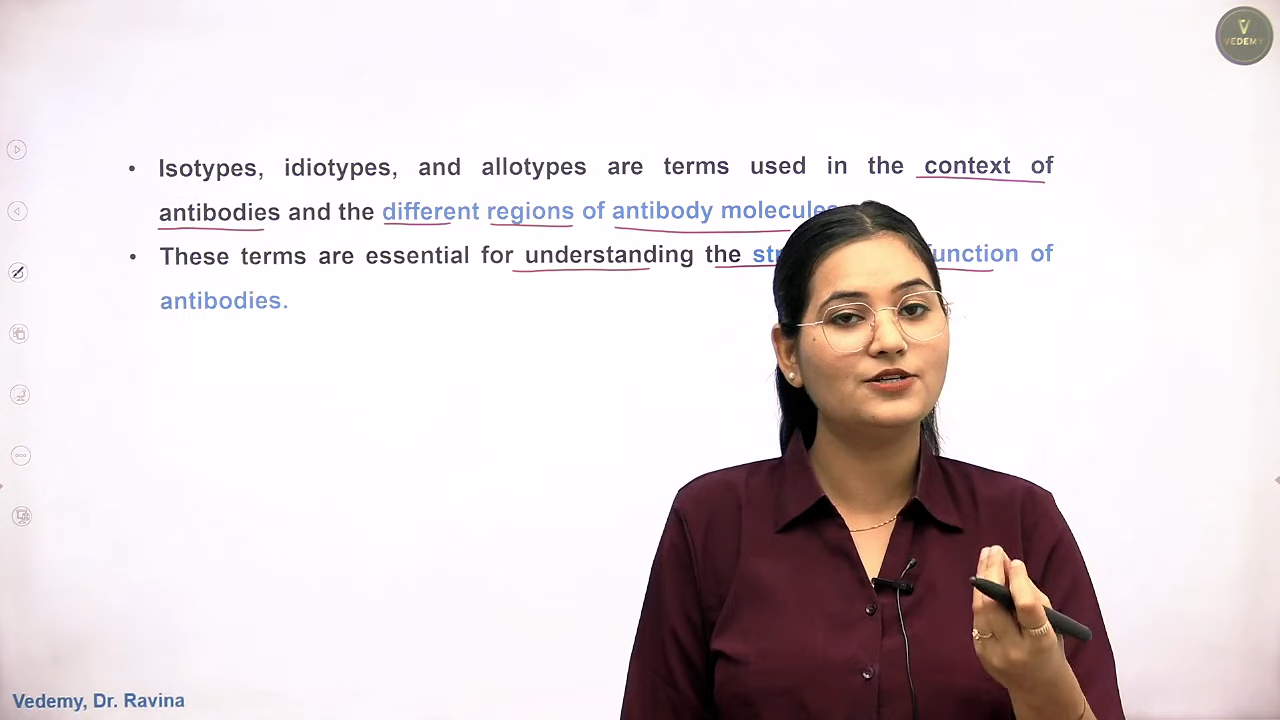 VEDEMY
• Isotypes, idiotypes, and allotypes are terms used in the context of
antibodies and the different regions of antibody molecules
• These terms are essential for understanding the function of
antibodies.
Vedemy, Dr. Ravina